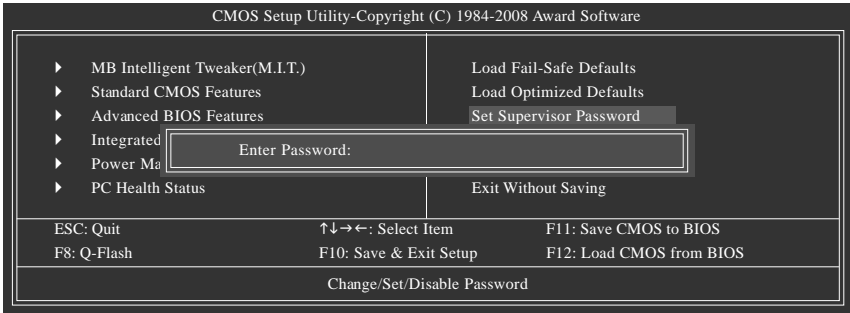 CMOS Setup Utility-Copyright (C) 1984-2008 Award Software
MB Intelligent Tweaker(M.I.T.)
Standard CMOS Features
Advanced BIOS Features
Integrated
Power Ma
PC Health Status
Load Fail-Safe Defaults
Load Optimized Defaults
Set Supervisor Password
Exit Without Saving
Enter Password:
ESC: Quit ↑↓→←: Select Item F11: Save CMOS to BIOS
F8: Q-Flash F10: Save & Exit Setup F12: Load CMOS from BIOS
Change/Set/Disable Password